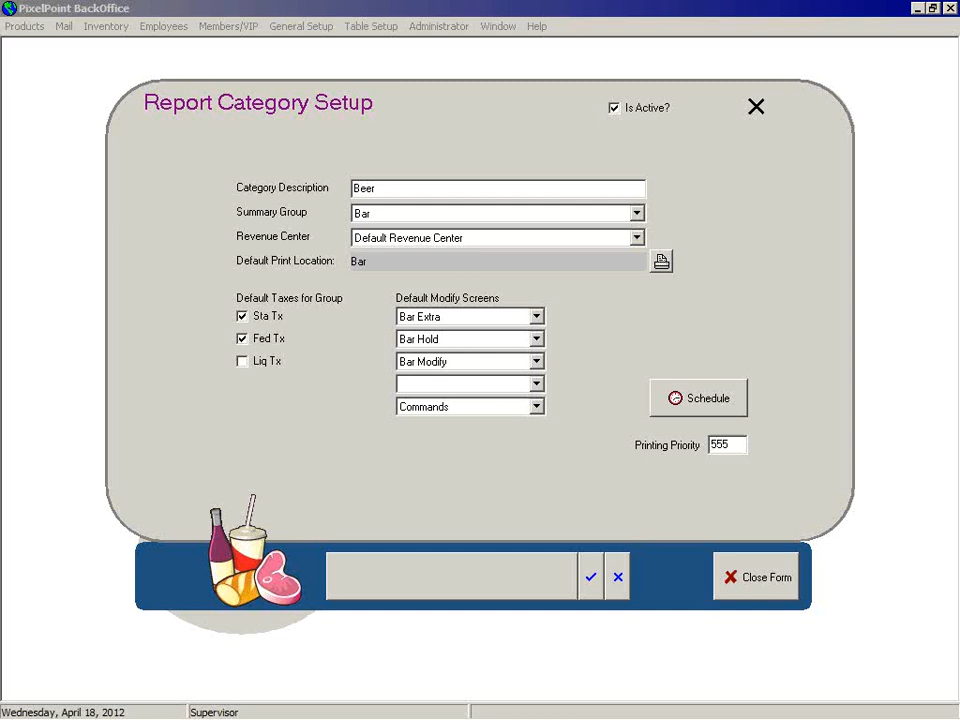 PixelPoint BackOffice
Products Mail Inventory Employees Members/VIP General Setup Table Setup Administrator Window Help
Report Category Setup
Is Active?
Category Description Beer
Summary Group Bar
Revenue Center Default Revenue Center
Default Print Location: Bar
Default Taxes for Group Default Modify Screens
Sta Tx Bar Extra
Fed Tx Bar Hold
Liq Tx Bar Modify
Schedule
Commands
Printing Priority 555
Close Form
Wednesday, April 18, 2012 Supervisor